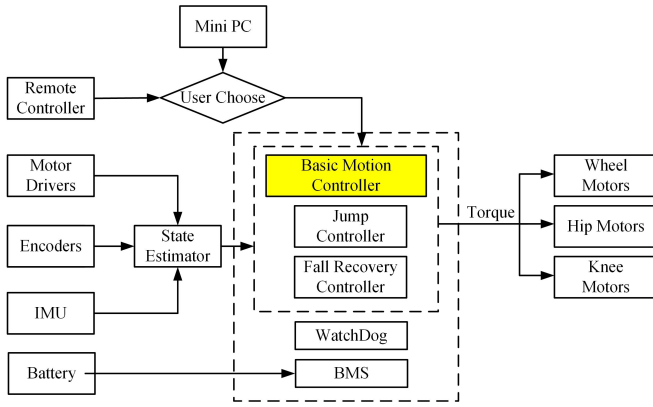 Mini PC
Remote
Controller
User Choose
Motor
Drivers
Encoders
IMU
Battery
State
Estimator
Basic Motion
Controller
Jump
Controller
Fall Recovery
Controller
WatchDog
BMS
Torque
Wheel
Motors
Hip Motors
Knee
Motors